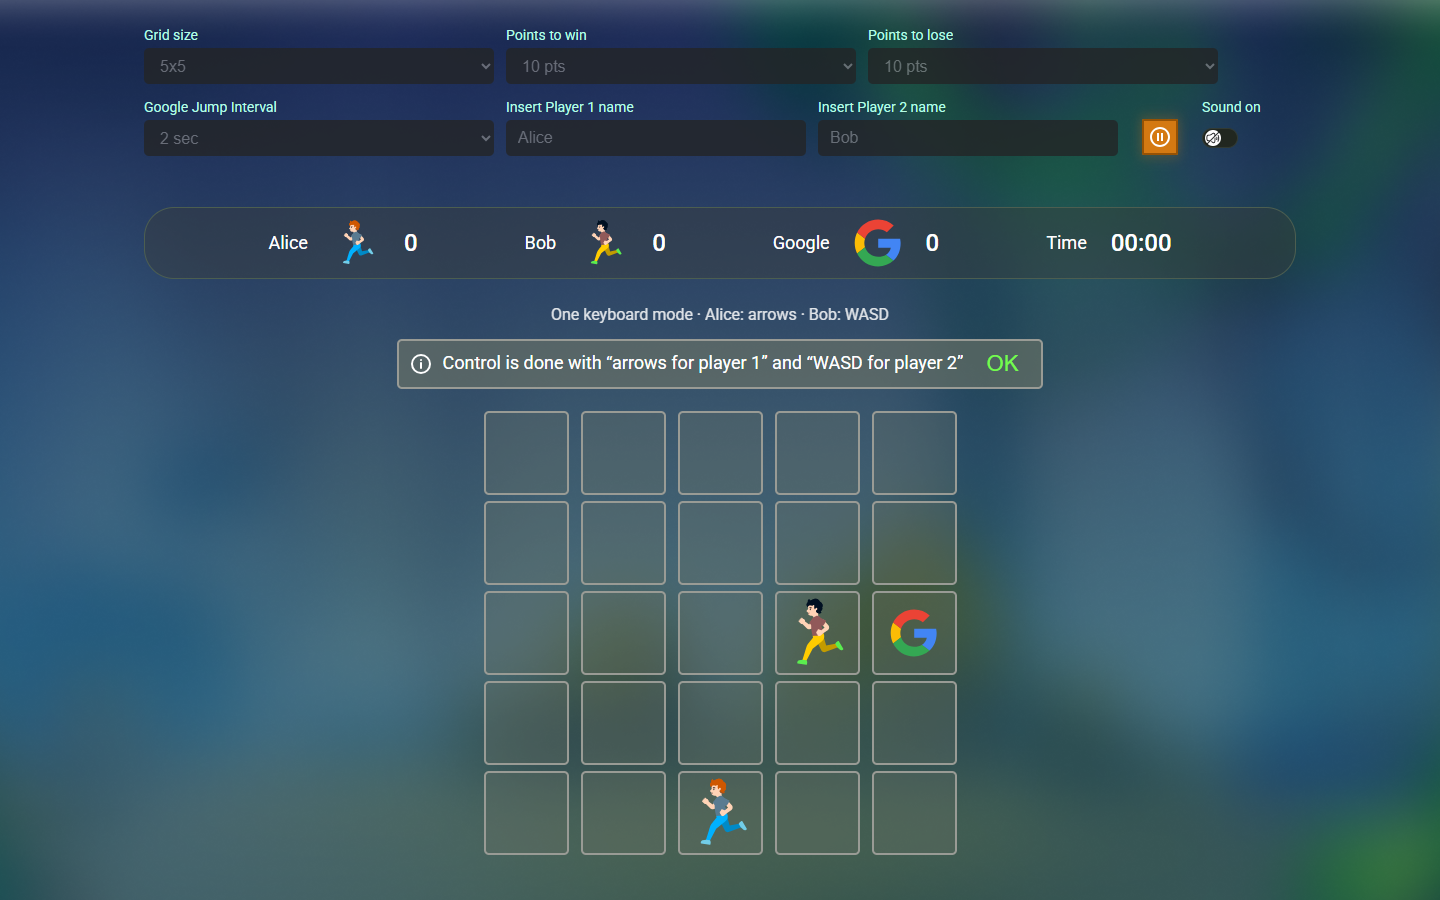 Grid size Points to win Points to lose
5x5 10 pts 10 pts
Google Jump Interval Insert Player 1 name Insert Player 2 name Sound on
2 sec Alice Bob
Alice 0 Bob 0 Google 0 Time 00:00
One keyboard mode · Alice: arrows · Bob: WASD
Control is done with “arrows for player 1” and “WASD for player 2” OK